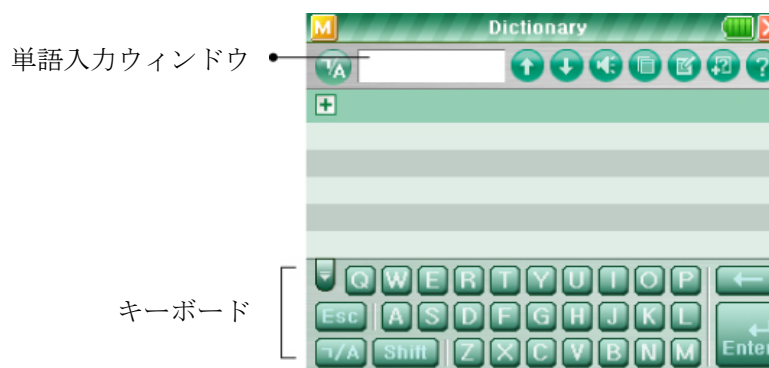 M Dictionary
単語入力ウィンドウ
ㄱ/A ?
Q W E R T Y U I O P
キーボード
Esc A S D F G H J K L
ㄱ/A Shift Z X C V B N M Enter